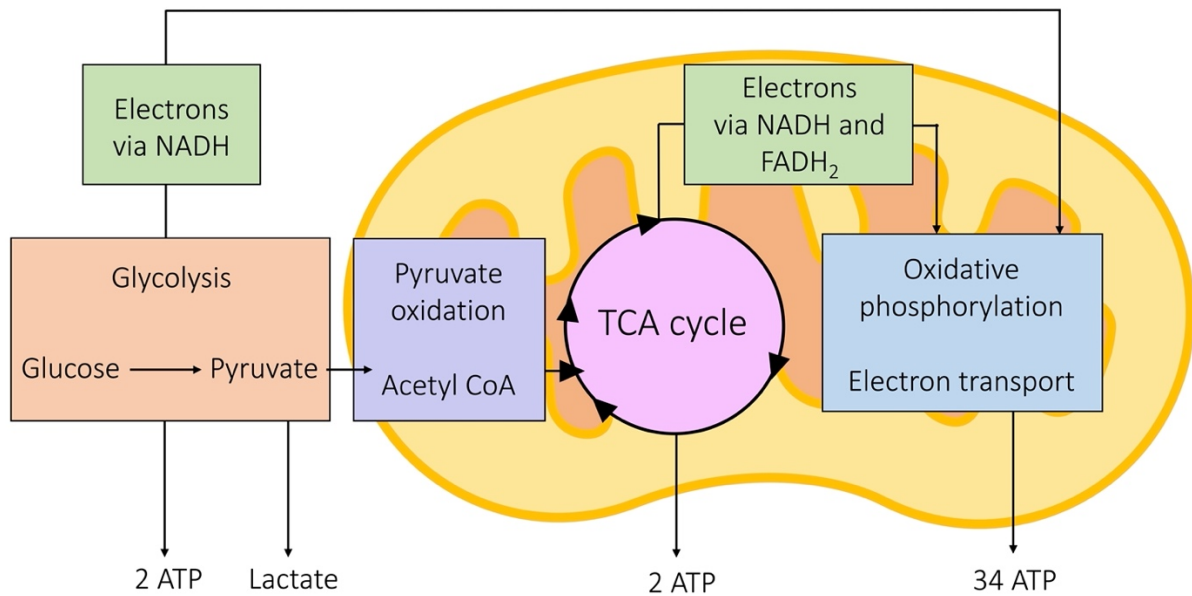 Electrons
via NADH
Electrons
via NADH and
FADH₂
Glycolysis
Glucose
Pyruvate
Pyruvate
oxidation
Acetyl CoA
TCA cycle
Oxidative
phosphorylation
Electron transport
2 ATP
Lactate
2 ATP
34 ATP